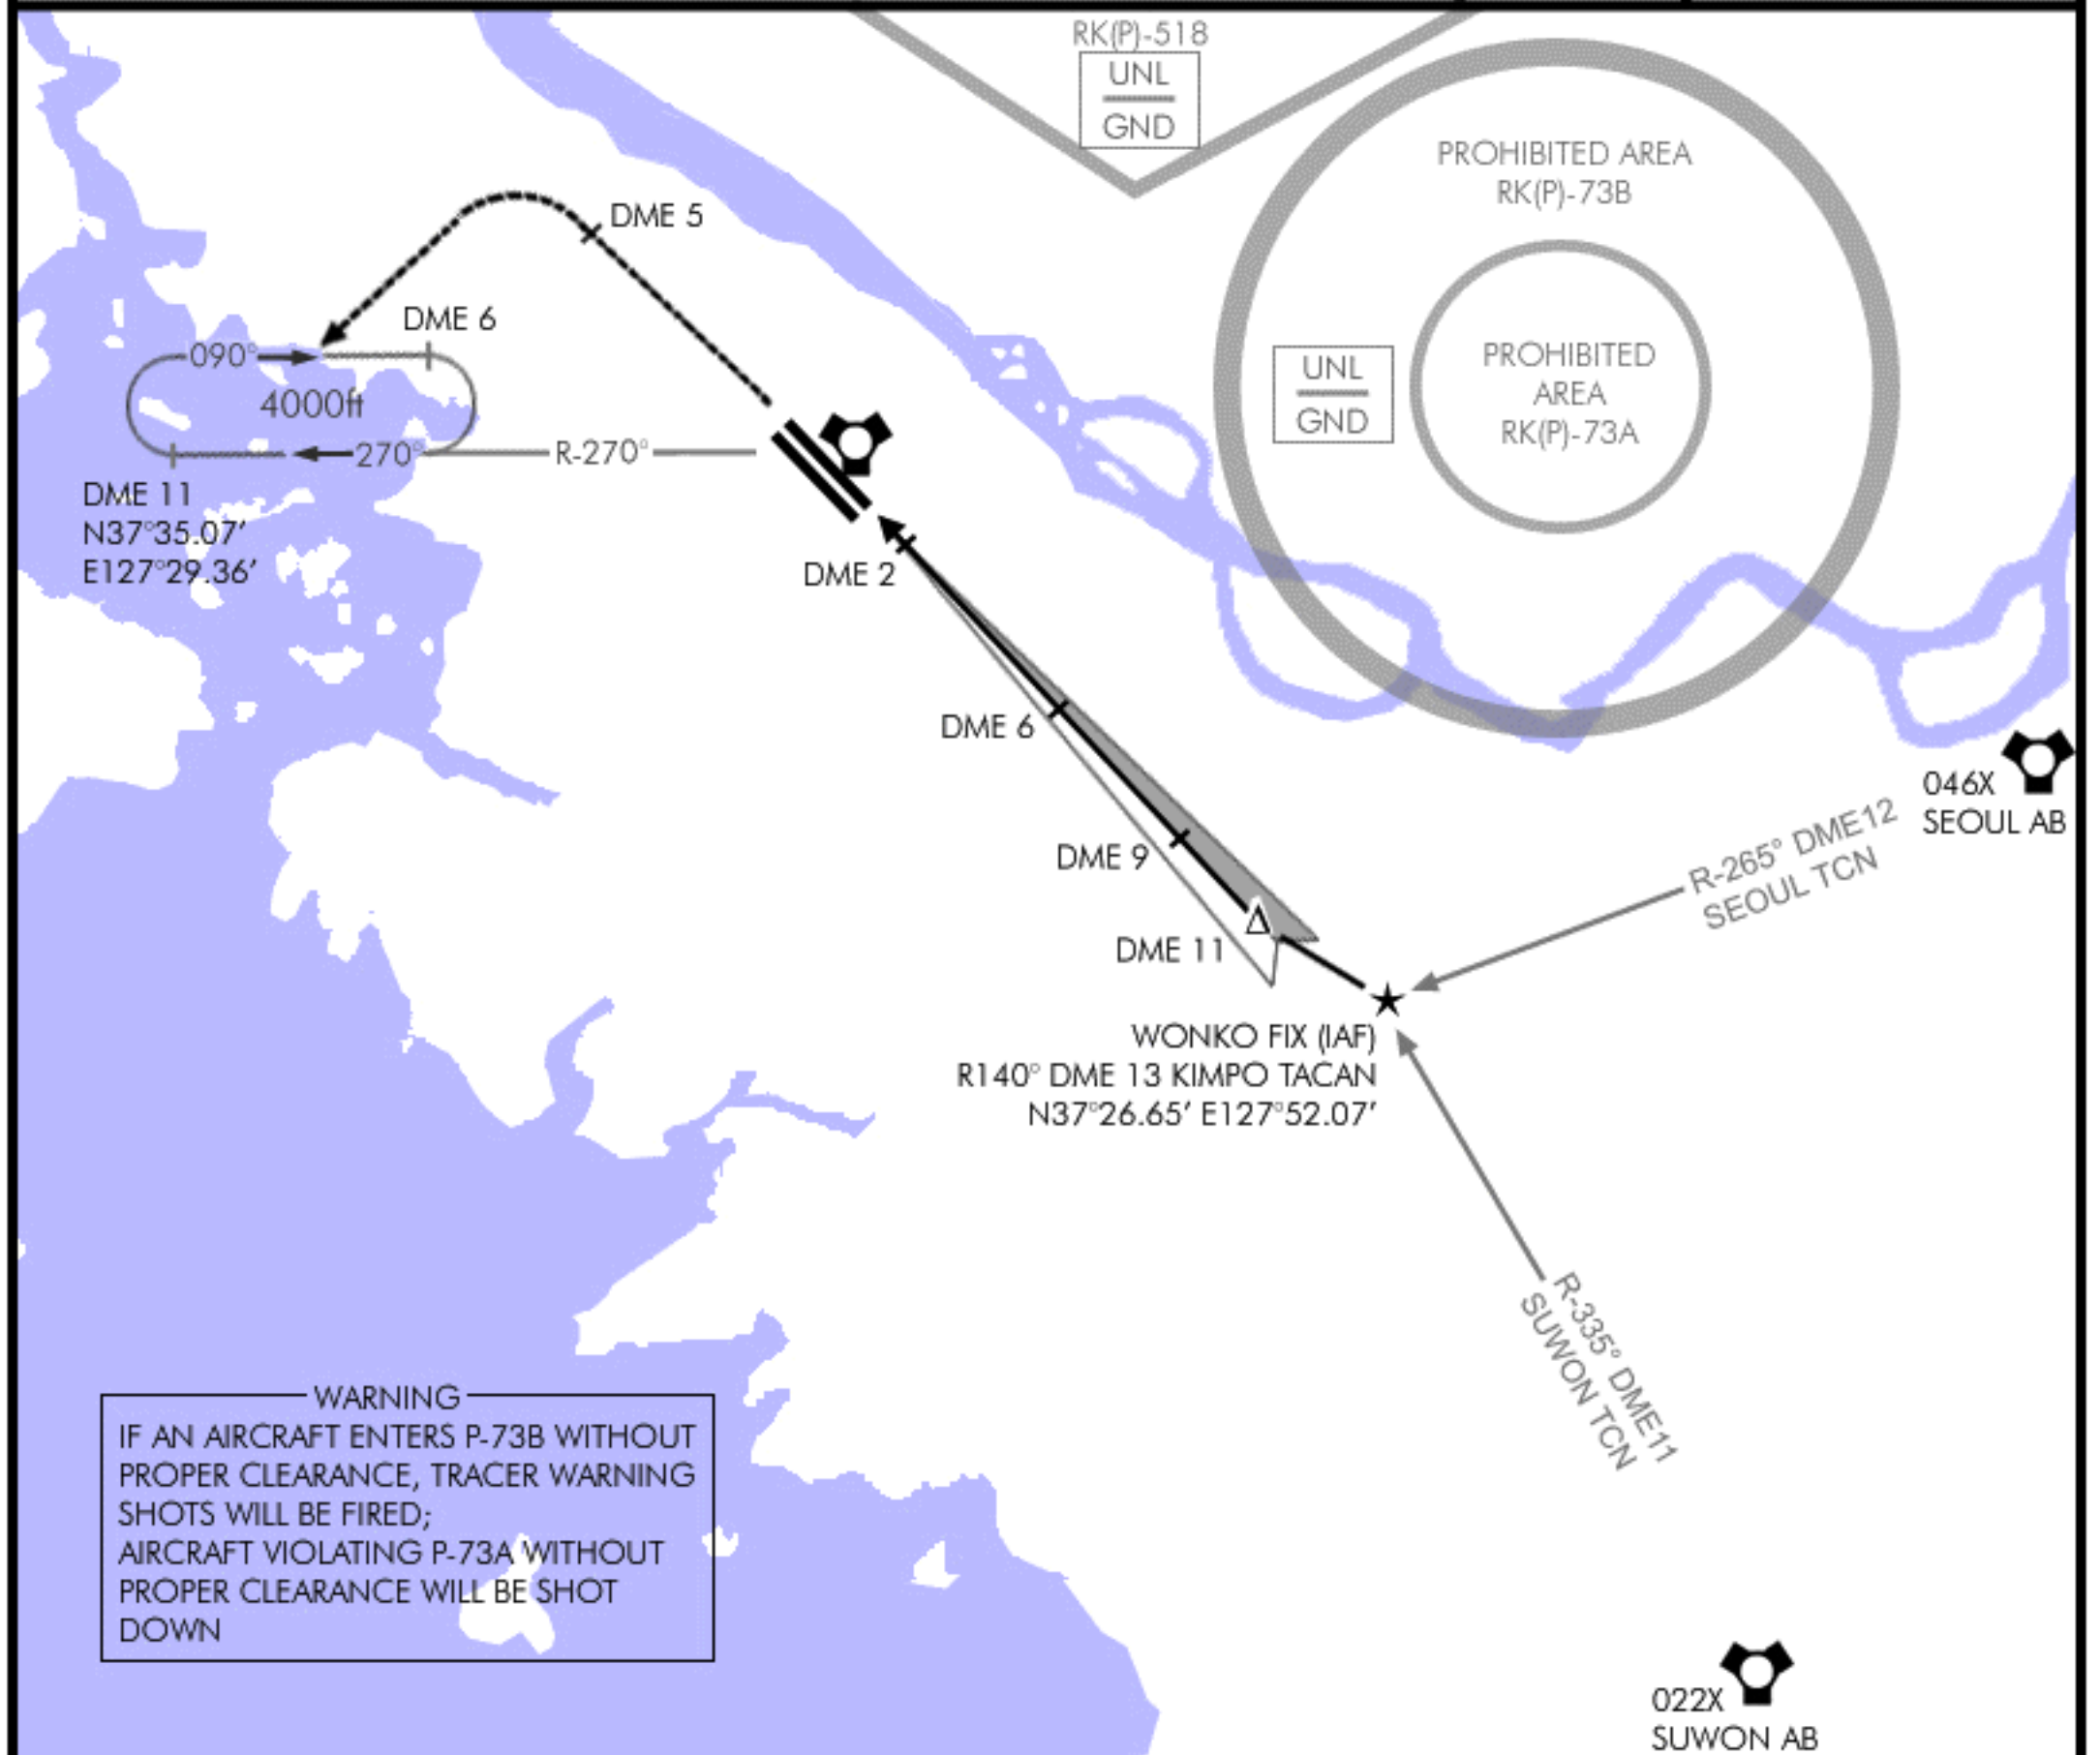 RK(P)-518
UNL
GND
PROHIBITED AREA
RK(P)-73B
DME 5
DME 6
UNL
GND
PROHIBITED
AREA
RK(P)-73A
090°
4000ft
270°
R-270°
DME 11
N37°35.07′
E127°29.36′
DME 2
DME 6
046X
SEOUL AB
DME 9
R-265° DME12
SEOUL TCN
DME 11
WONKO FIX (IAF)
R140° DME 13 KIMPO TACAN
N37°26.65′ E127°52.07′
R-335° DME11
SUWON TCN
WARNING
IF AN AIRCRAFT ENTERS P-73B WITHOUT
PROPER CLEARANCE, TRACER WARNING
SHOTS WILL BE FIRED;
AIRCRAFT VIOLATING P-73A WITHOUT
PROPER CLEARANCE WILL BE SHOT
DOWN
022X
SUWON AB